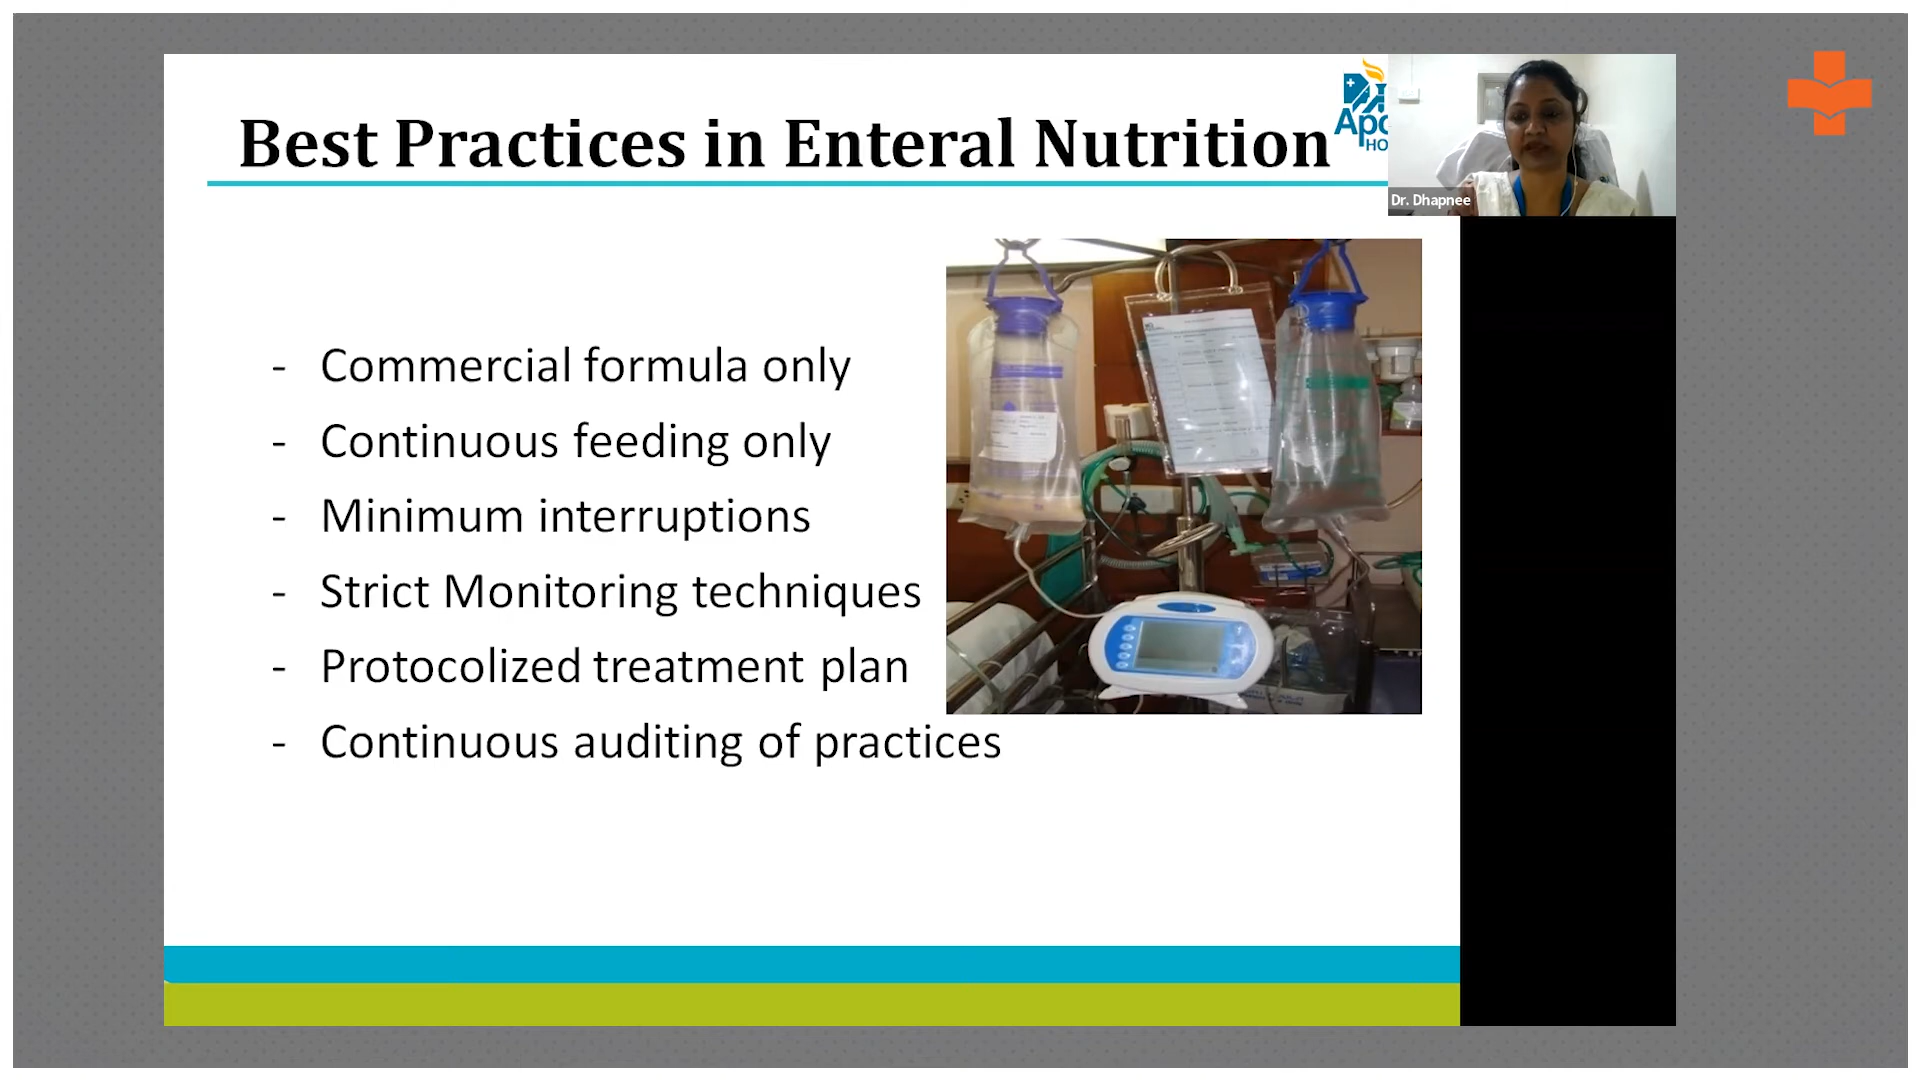 Best Practices in Enteral Nutrition
Dr. Dhapnee
- Commercial formula only
- Continuous feeding only
- Minimum interruptions
- Strict Monitoring techniques
- Protocolized treatment plan
- Continuous auditing of practices